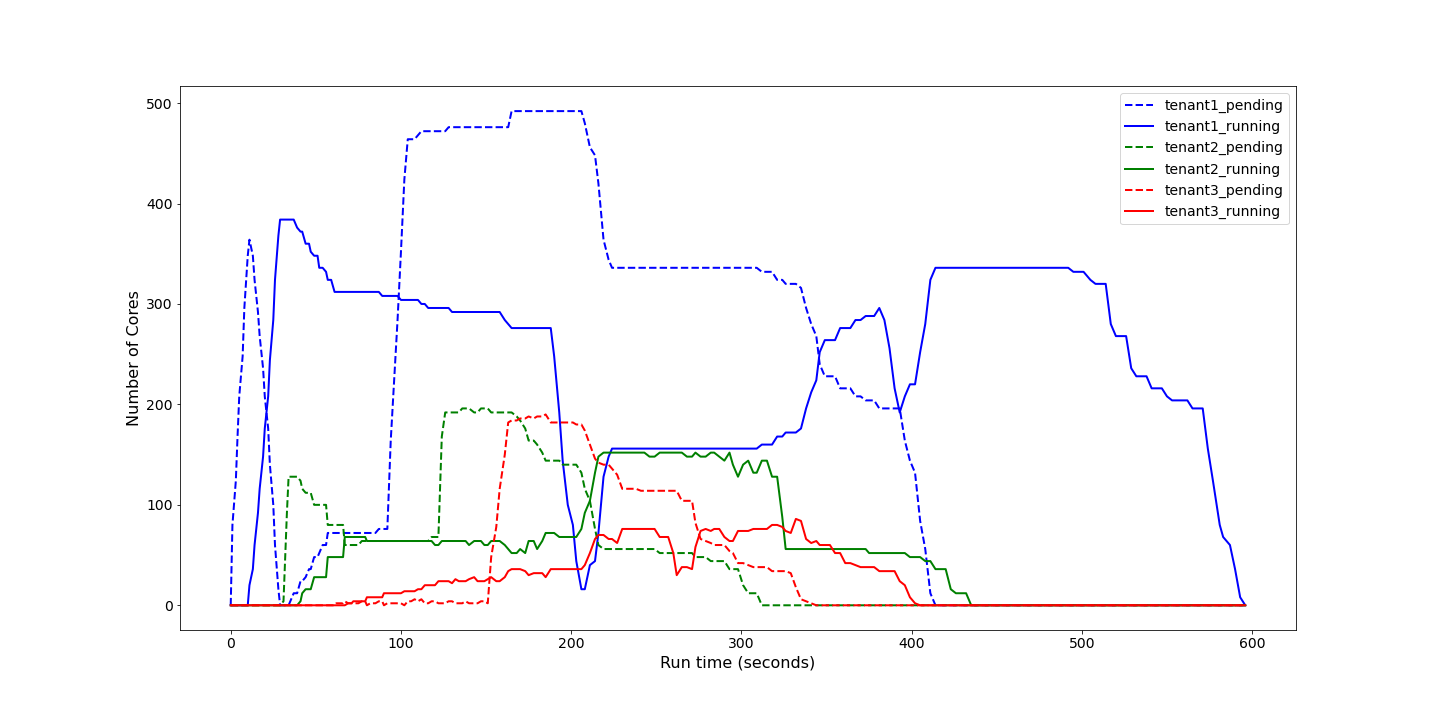 500
400
300
200
100
0
Number of Cores
0 100 200 300 400 500 600
Run time (seconds)
tenant1_pending
tenant1_running
tenant2_pending
tenant2_running
tenant3_pending
tenant3_running